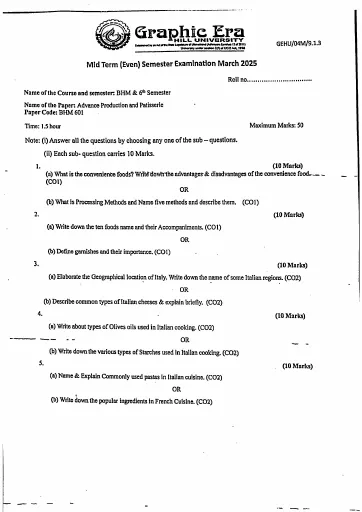 Graphic Era
HILL UNIVERSITY
GEHU/04M/9.1.3
Mid Term (Even) Semester Examination March 2025
Roll no..............................
Name of the Course and semester: BHM & 6th Semester
Name of the Paper: Advance Production and Patisserie
Paper Code: BHM 601
Time: 1.5 hour Maximum Marks: 50
Note: (i) Answer all the questions by choosing any one of the sub – questions.
(ii) Each sub- question carries 10 Marks.
1. (10 Marks)
(a) What is the convenience foods? Write down the advantages & disadvantages of the convenience food.
(CO1)
OR
(b) What is Processing Methods and Name five methods and describe them. (CO1)
2. (10 Marks)
(a) Write down the ten foods name and their Accompaniments. (CO1)
OR
(b) Define garnishes and their importance. (CO1)
3. (10 Marks)
(a) Elaborate the Geographical location of Italy. Write down the name of some Italian regions. (CO2)
OR
(b) Describe common types of Italian cheeses & explain briefly. (CO2)
4. (10 Marks)
(a) Write about types of Olives oils used in Italian cooking. (CO2)
OR
(b) Write down the various types of Starches used in Italian cooking. (CO2)
5. (10 Marks)
(a) Name & Explain Commonly used pastas in Italian cuisine. (CO2)
OR
(b) Write down the popular ingredients in French Cuisine. (CO2)